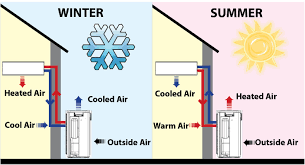 WINTER
Heated Air
Cooled Air
Cool Air
Outside Air
SUMMER
Cooled Air
Heated Air
Warm Air
Outside Air